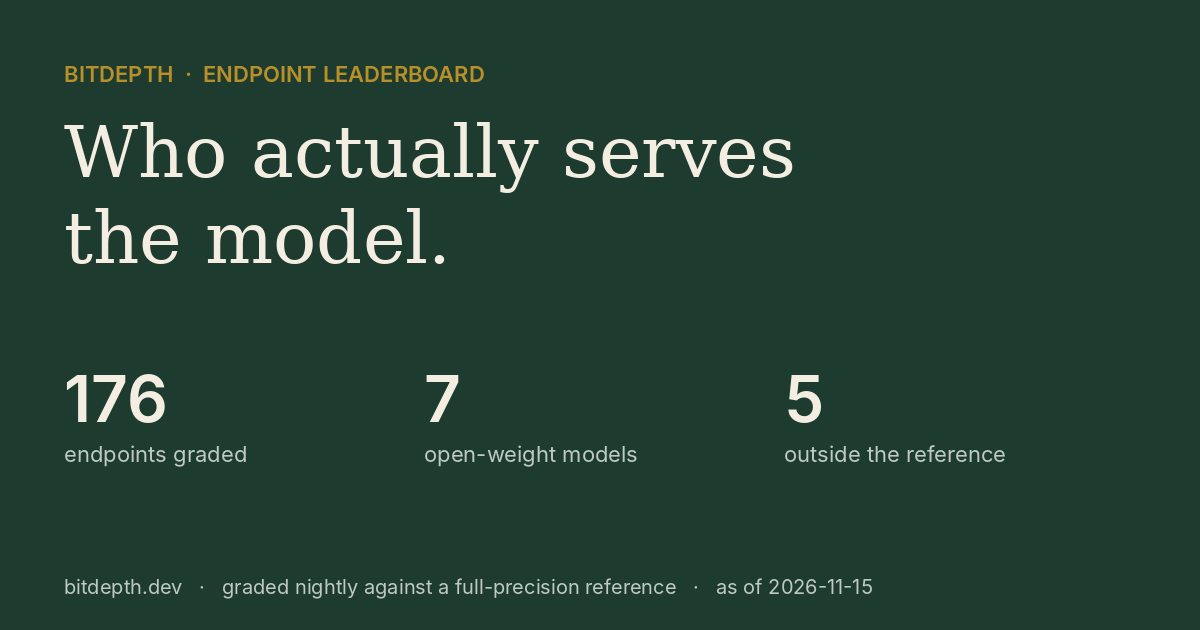 BITDEPTH · ENDPOINT LEADERBOARD
Who actually serves
the model.
176
endpoints graded
7
open-weight models
5
outside the reference
bitdepth.dev · graded nightly against a full-precision reference · as of 2026-11-15